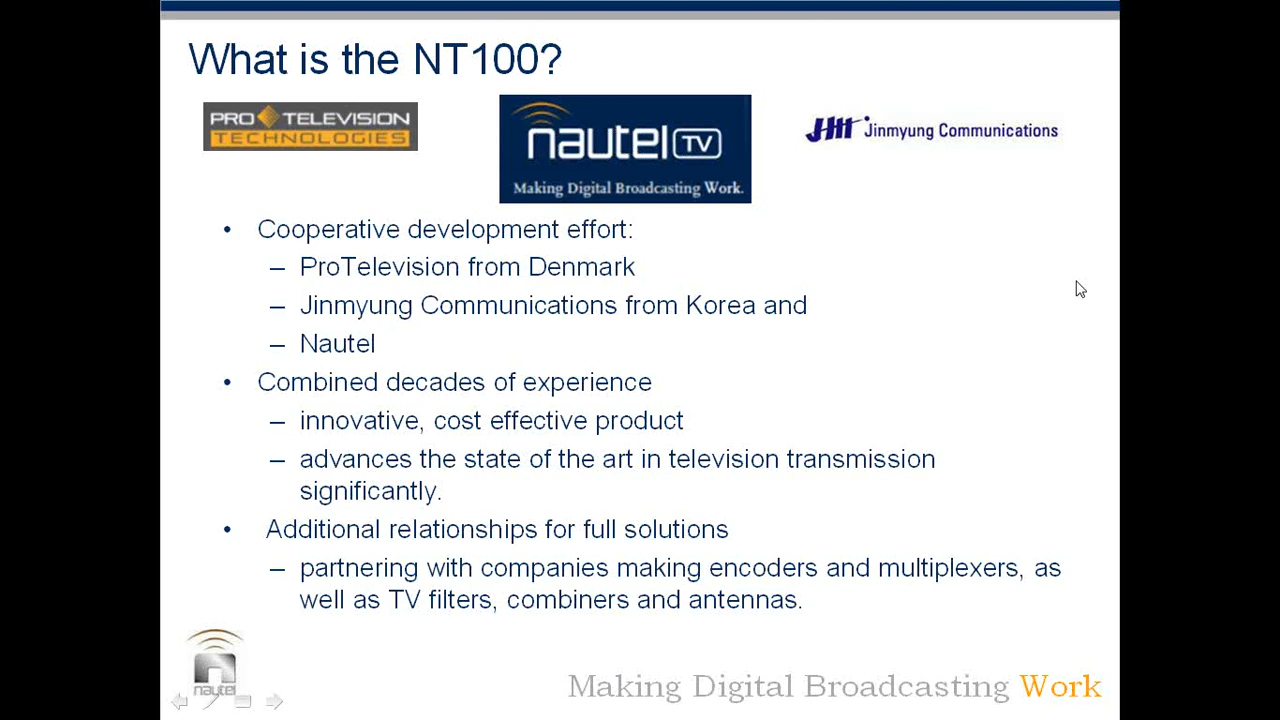 What is the NT100?
PRO TELEVISION
TECHNOLOGIES
nautel TV
Making Digital Broadcasting Work.
Jinmyung Communications
• Cooperative development effort:
– ProTelevision from Denmark
– Jinmyung Communications from Korea and
– Nautel
• Combined decades of experience
– innovative, cost effective product
– advances the state of the art in television transmission
significantly.
• Additional relationships for full solutions
– partnering with companies making encoders and multiplexers, as
well as TV filters, combiners and antennas.
nautel
Making Digital Broadcasting Work